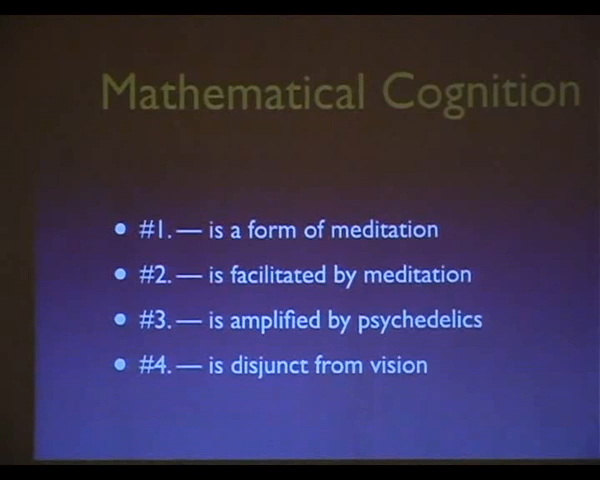 Mathematical Cognition
• #1. — is a form of meditation
• #2. — is facilitated by meditation
• #3. — is amplified by psychedelics
• #4. — is disjunct from vision